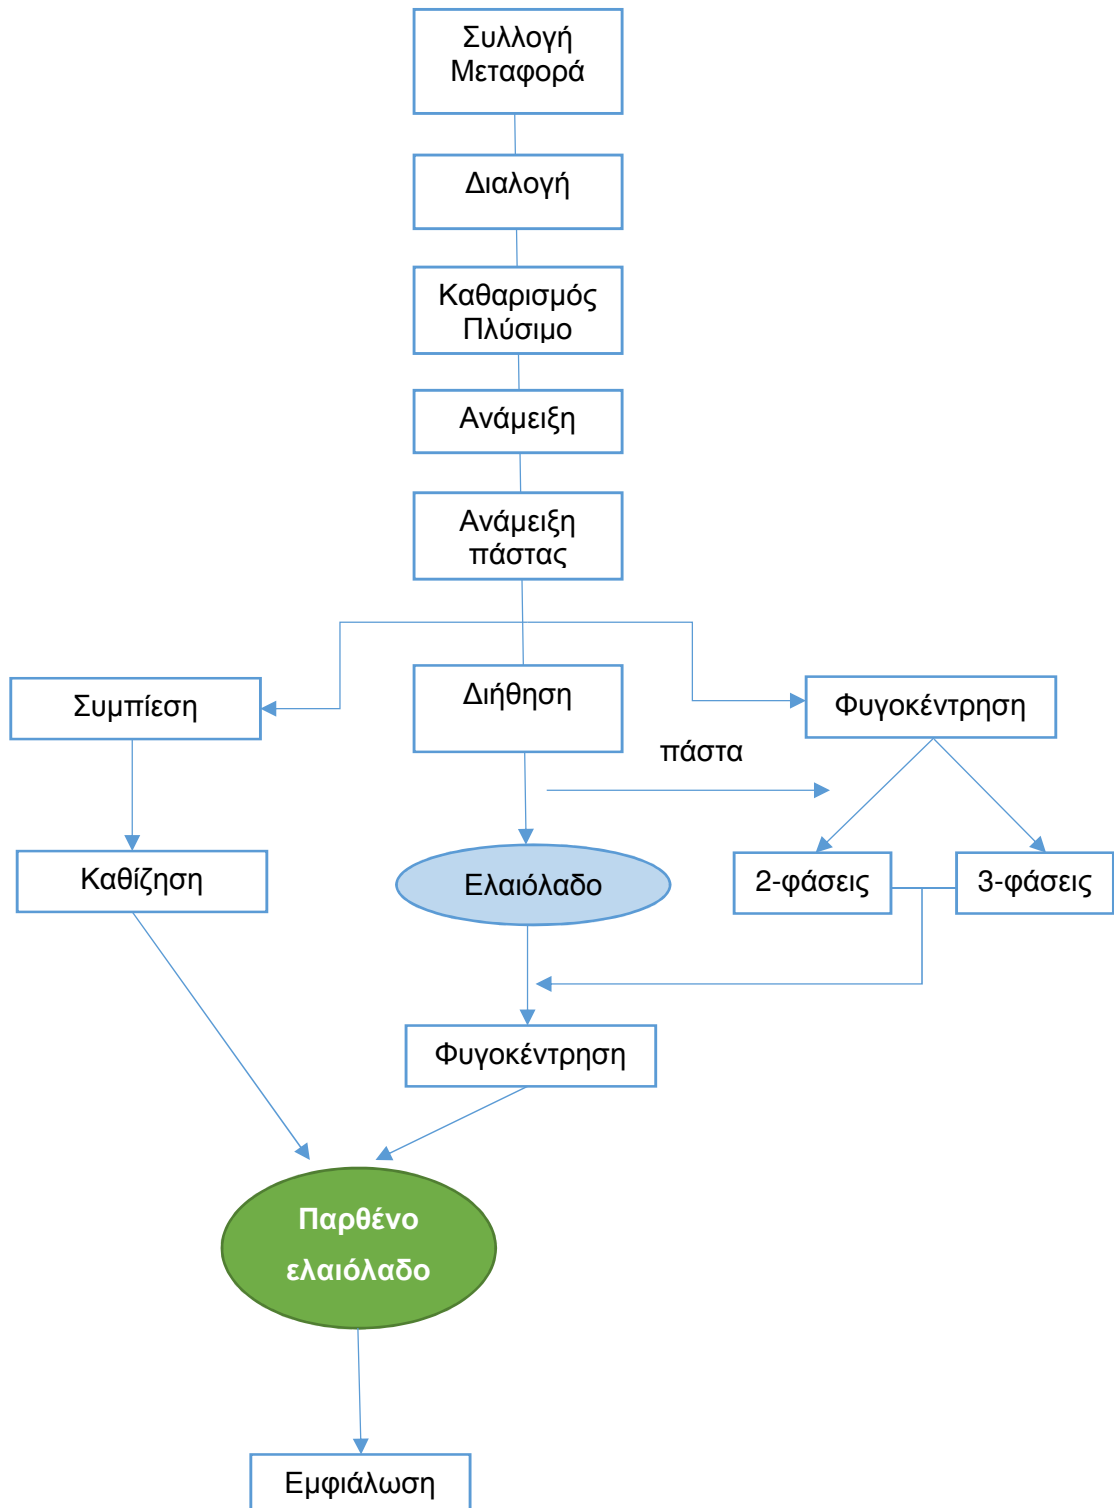 Συλλογή
Μεταφορά
Διαλογή
Καθαρισμός
Πλύσιμο
Ανάμειξη
Ανάμειξη
πάστας
Συμπίεση
Διήθηση
Φυγοκέντρηση
πάστα
Καθίζηση
Ελαιόλαδο
2-φάσεις
3-φάσεις
Φυγοκέντρηση
Παρθένο
ελαιόλαδο
Εμφιάλωση